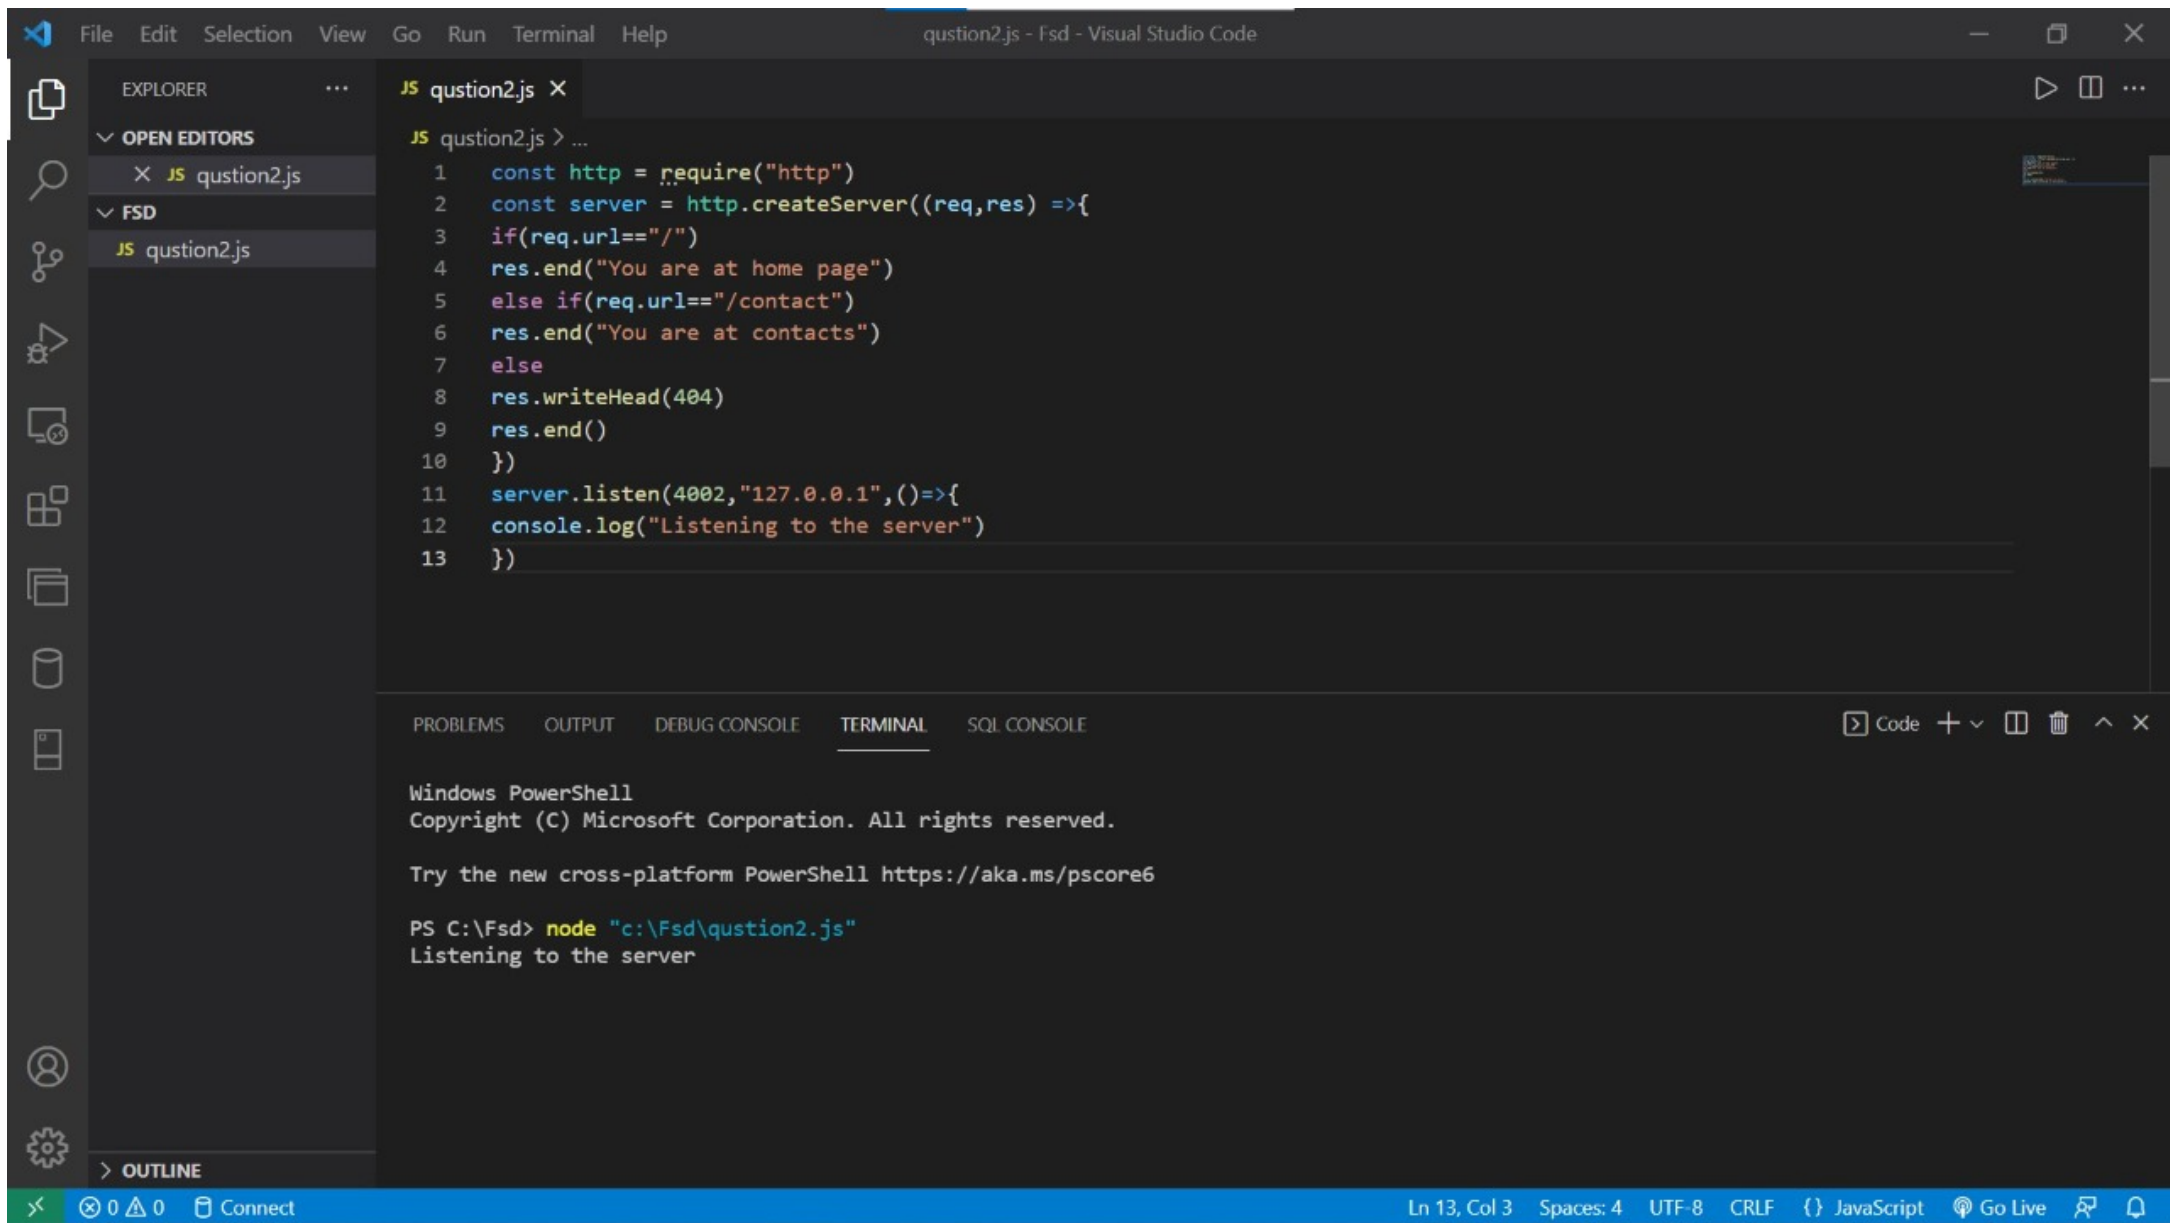 File Edit Selection View Go Run Terminal Help qustion2.js - Fsd - Visual Studio Code
EXPLORER
OPEN EDITORS
JS qustion2.js
FSD
JS qustion2.js
OUTLINE
JS qustion2.js
JS qustion2.js > ...
1 const http = require("http")
2 const server = http.createServer((req,res) =>{
3 if(req.url=="/")
4 res.end("You are at home page")
5 else if(req.url=="/contact")
6 res.end("You are at contacts")
7 else
8 res.writeHead(404)
9 res.end()
10 })
11 server.listen(4002,"127.0.0.1",()=>{
12 console.log("Listening to the server")
13 })
PROBLEMS OUTPUT DEBUG CONSOLE TERMINAL SQL CONSOLE Code
Windows PowerShell
Copyright (C) Microsoft Corporation. All rights reserved.
Try the new cross-platform PowerShell https://aka.ms/pscore6
PS C:\Fsd> node "c:\Fsd\qustion2.js"
Listening to the server
0 0 Connect Ln 13, Col 3 Spaces: 4 UTF-8 CRLF {} JavaScript Go Live